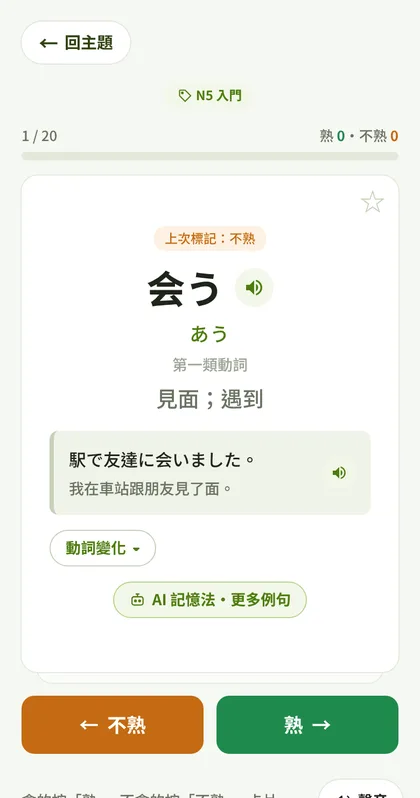 ← 回主題
N5 入門
1 / 20
熟 0・不熟 0
上次標記：不熟
会う
あう
第一類動詞
見面；遇到
駅で友達に会いました。
我在車站跟朋友見了面。
動詞變化
AI 記憶法・更多例句
← 不熟
熟 →